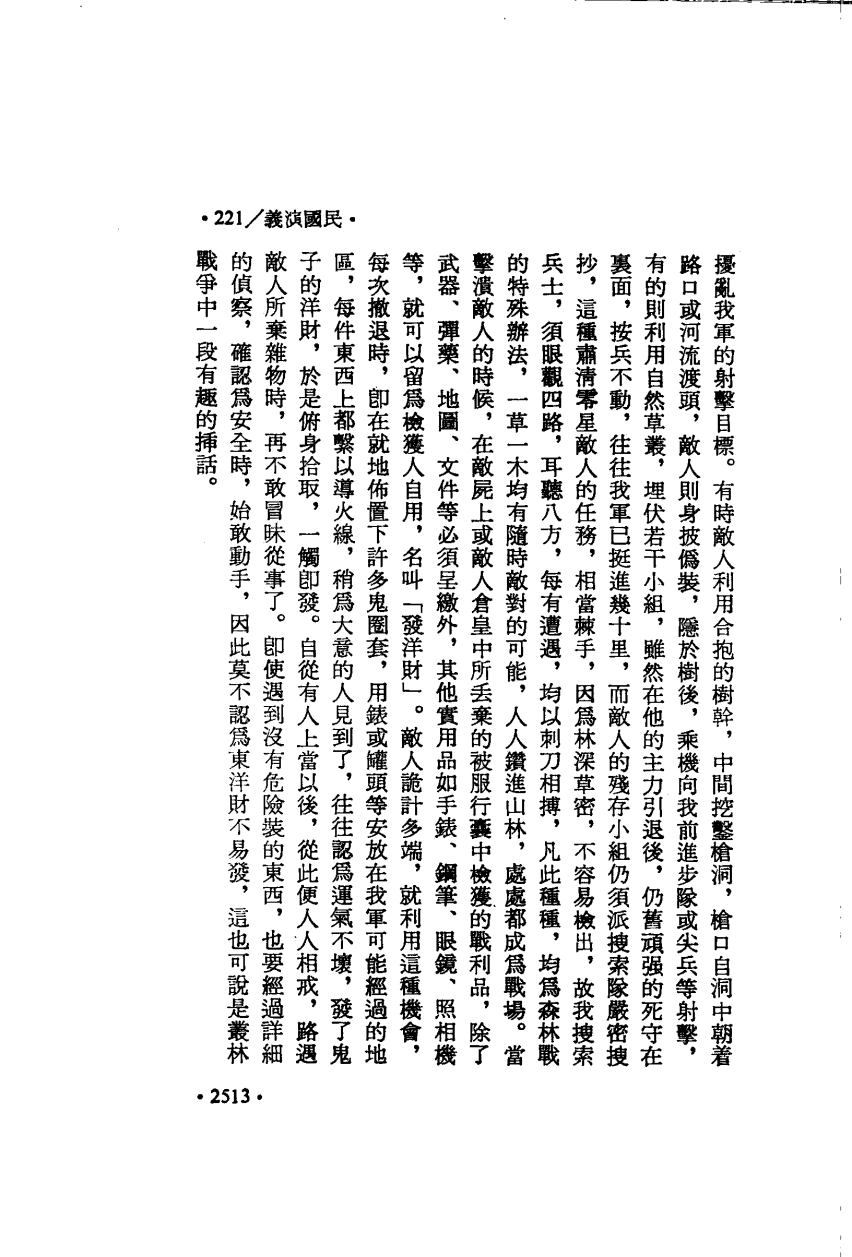 •221/義演國民•
擾亂我軍的射擊目標。有時敵人利用合抱的樹幹，中間挖鑿槍洞，槍口自洞中朝着
路口或河流渡頭，敵人則身披僞裝，隱於樹後，乘機向我前進步隊或尖兵等射擊，
有的則利用自然草叢，埋伏若干小組，雖然在他的主力引退後，仍舊頑强的死守在
裏面，按兵不動，往往我軍已挺進幾十里，而敵人的殘存小組仍須派搜索隊嚴密搜
抄，這種肅清零星敵人的任務，相當棘手，因爲林深草密，不容易檢出，故我搜索
兵士，須眼觀四路，耳聽八方，每有遭遇，均以刺刀相搏，凡此種種，均爲森林戰
的特殊辦法，一草一木均有隨時敵對的可能，人人鑽進山林，處處都成爲戰場。當
擊潰敵人的時候，在敵屍上或敵人倉皇中所丢棄的被服行囊中檢獲的戰利品，除了
武器、彈藥、地圖、文件等必須呈繳外，其他實用品如手錶、鋼筆、眼鏡、照相機
等，就可以留爲檢獲人自用，名叫「發洋財」。敵人詭計多端，就利用這種機會，
每次撤退時，卽在就地佈置下許多鬼圈套，用錶或罐頭等安放在我軍可能經過的地
區，每件東西上都繫以導火線，稍爲大意的人見到了，往往認爲運氣不壞，發了鬼
子的洋財，於是俯身拾取，一觸卽發。自從有人上當以後，從此便人人相戒，路遇
敵人所棄雜物時，再不敢冒昧從事了。卽使遇到沒有危險裝的東西，也要經過詳細
的偵察，確認爲安全時，始敢動手，因此莫不認爲東洋財不易發，這也可說是叢林
戰爭中一段有趣的揷話。
•2513•